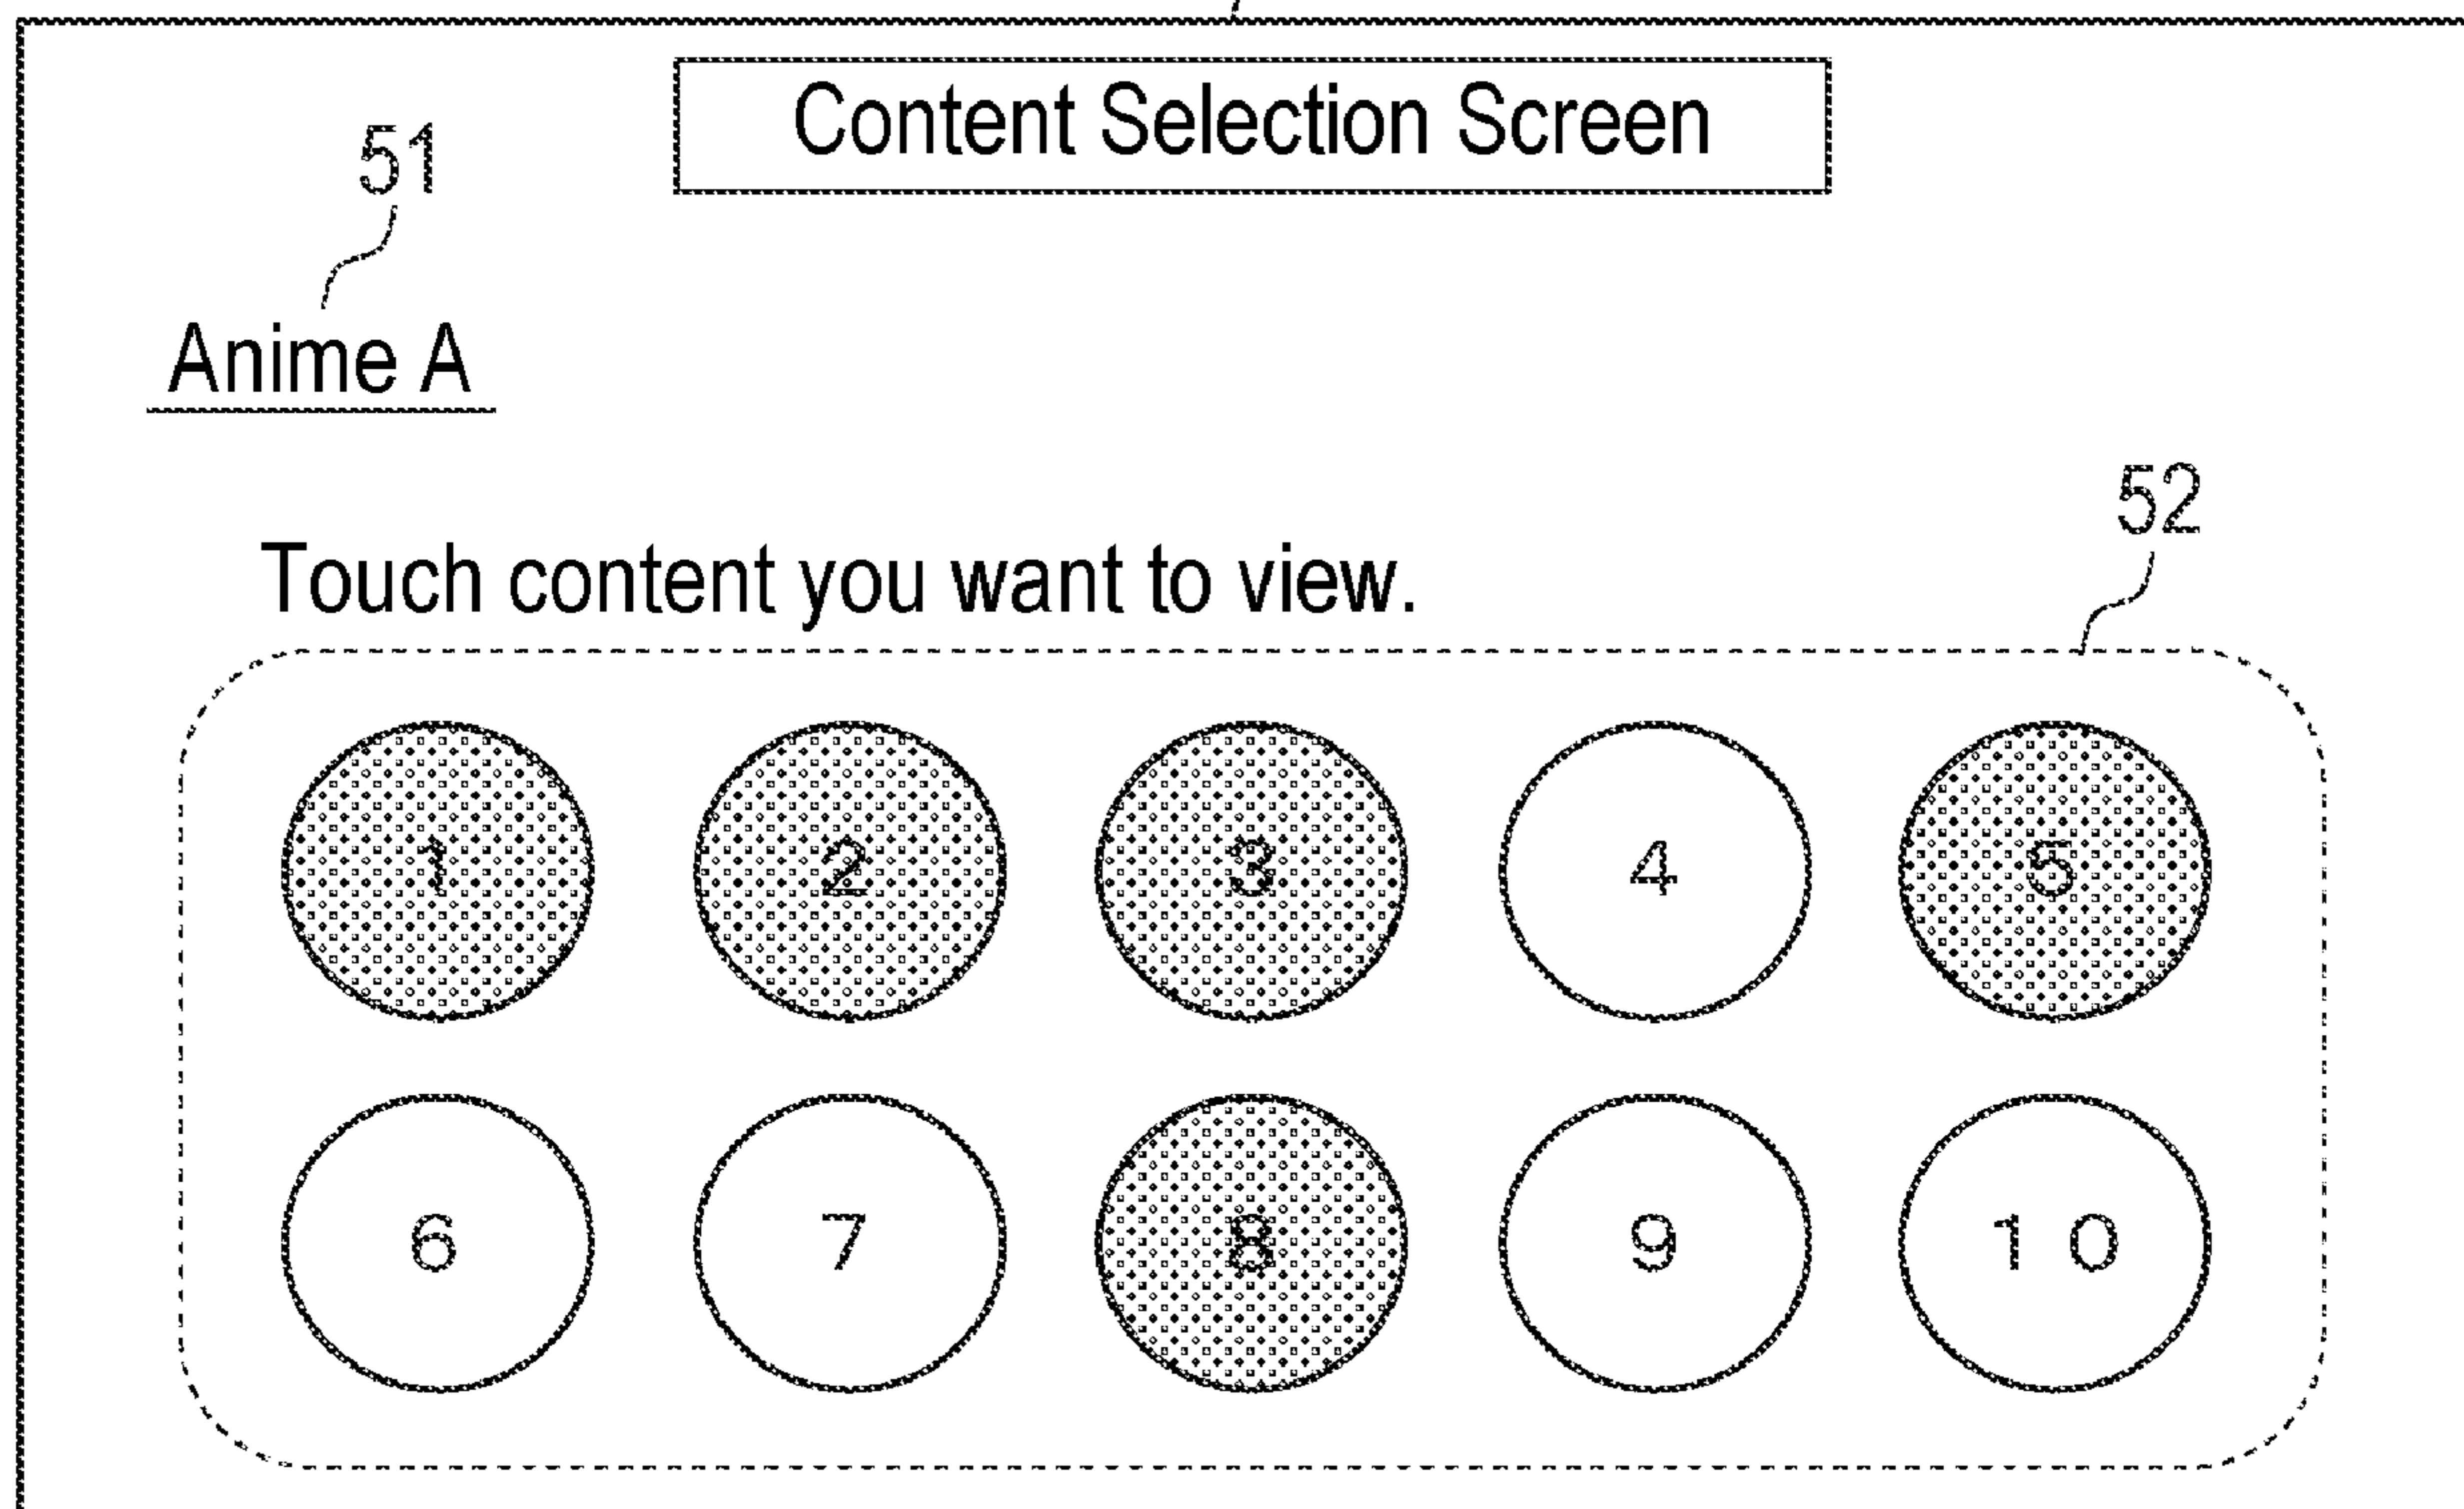 Content Selection Screen
51
Anime A
52
Touch content you want to view.
1 2 3 4 5
6 7 8 9 10